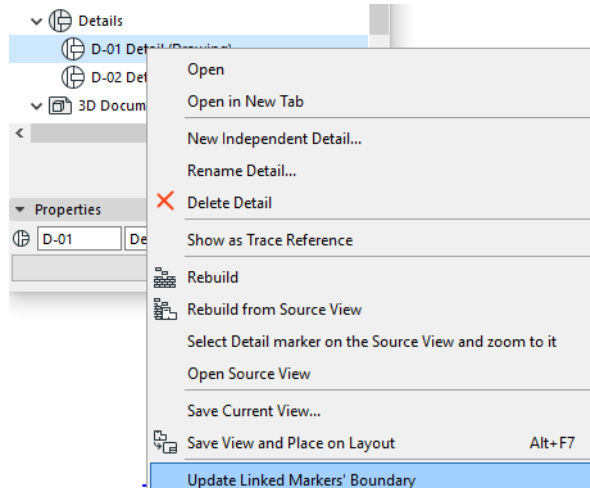 Details
D-01 Detail (Drawing)
D-02 Det
3D Docum
Properties
D-01
De
Open
Open in New Tab
New Independent Detail...
Rename Detail...
Delete Detail
Show as Trace Reference
Rebuild
Rebuild from Source View
Select Detail marker on the Source View and zoom to it
Open Source View
Save Current View...
Save View and Place on Layout Alt+F7
Update Linked Markers' Boundary